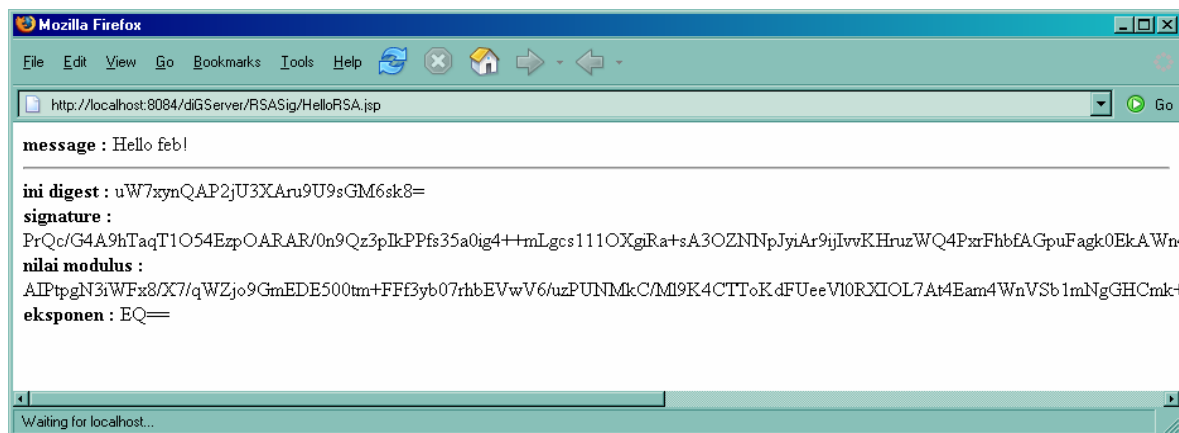 Mozilla Firefox
File Edit View Go Bookmarks Tools Help
http://localhost:8084/diGServer/RSASig/HelloRSA.jsp Go
message : Hello feb!
ini digest : uW7xynQAP2jU3XAru9U9sGM6sk8=
signature :
PrQc/G4A9hTaqT1O54EzpOARAR/0n9Qz3pIkPPfs35a0ig4++mLgcs111OXgiRa+sA3OZNNpJyiAr9ijIvvKHruzWQ4PxrFhbfAGpuFagk0EkAWn
nilai modulus :
AIPtpgN3iWFx8/X7/qWZjo9GmEDE500tm+FFf3yb07rhbEVwV6/uzPUNMkC/Ml9K4CTToKdFUeeVl0RXIOL7At4Eam4WnVSb1mNgGHCmk+
eksponen : EQ==
Waiting for localhost...